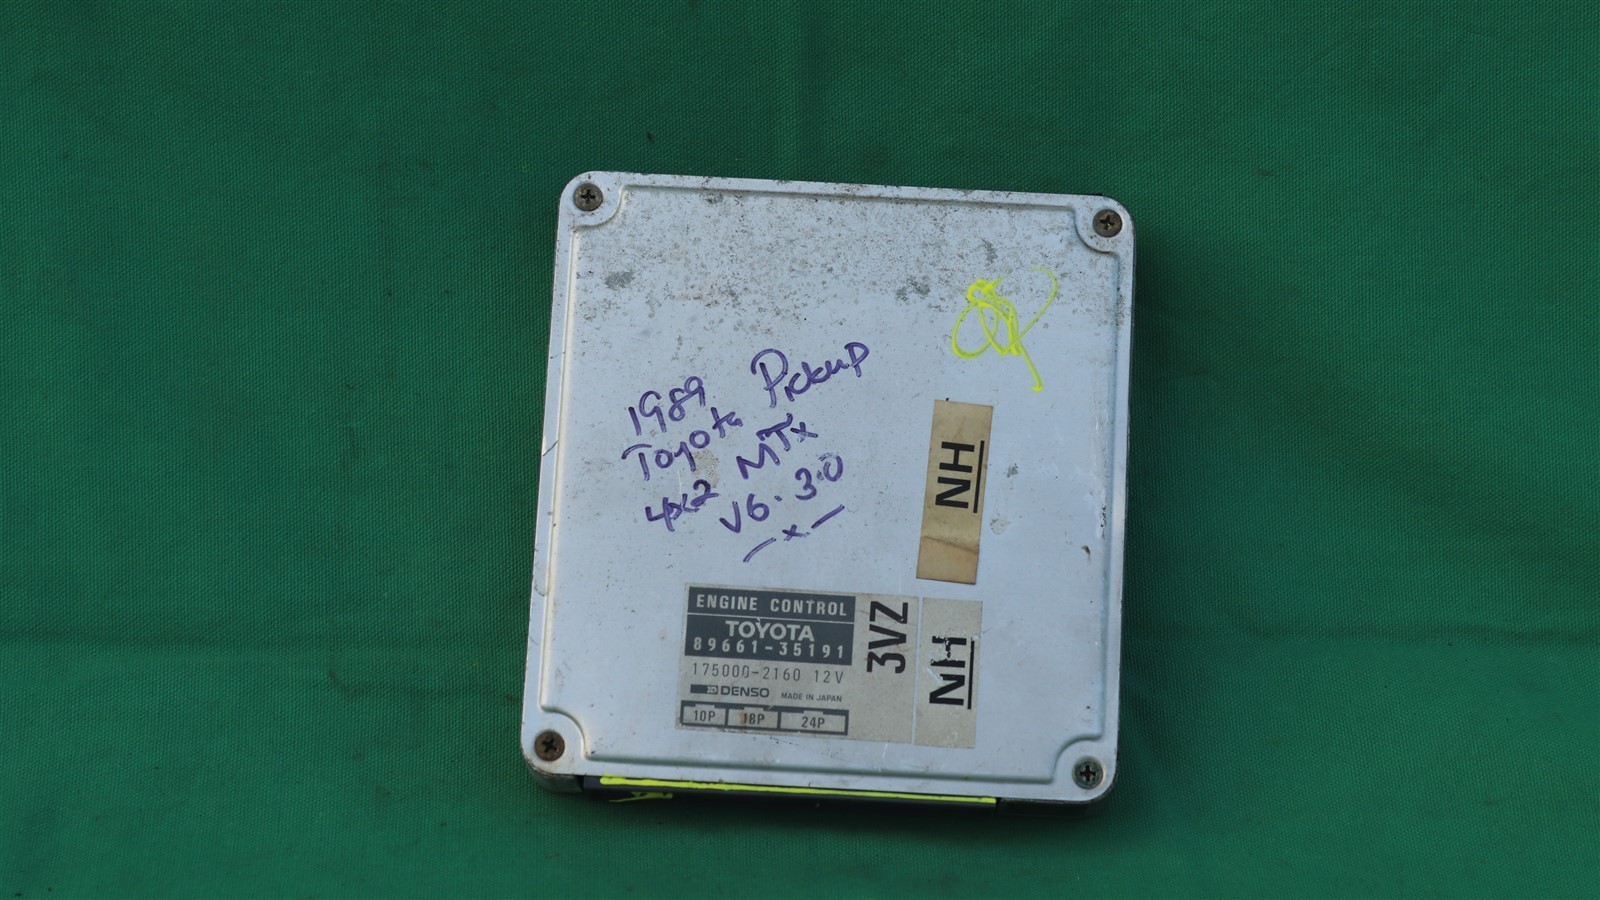 1989
Toyota Pickup
4x2 MTX
V6. 3.0
-x-
NH
ENGINE CONTROL
TOYOTA
89661-35191
175000-2160 12V
DENSO MADE IN JAPAN
10P 18P 24P
3VZ
NH